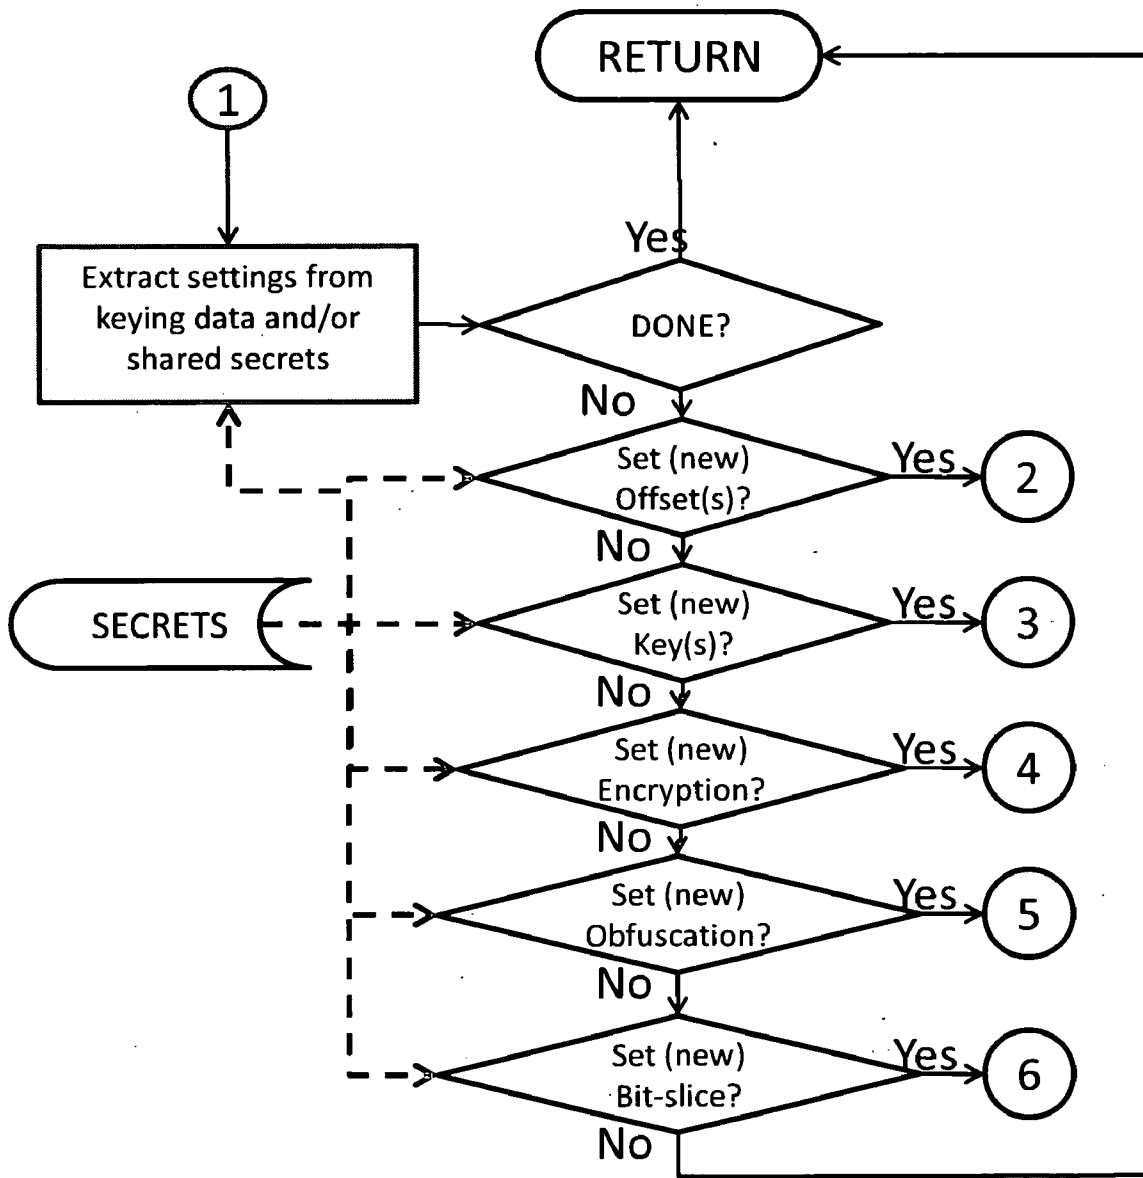 RETURN
1
Yes
Extract settings from
keying data and/or
shared secrets
DONE?
No
Set (new)
Offset(s)?
Yes
2
No
Set (new)
Key(s)?
Yes
3
SECRETS
No
Set (new)
Encryption?
Yes
4
No
Set (new)
Obfuscation?
Yes
5
No
Set (new)
Bit-slice?
Yes
6
No